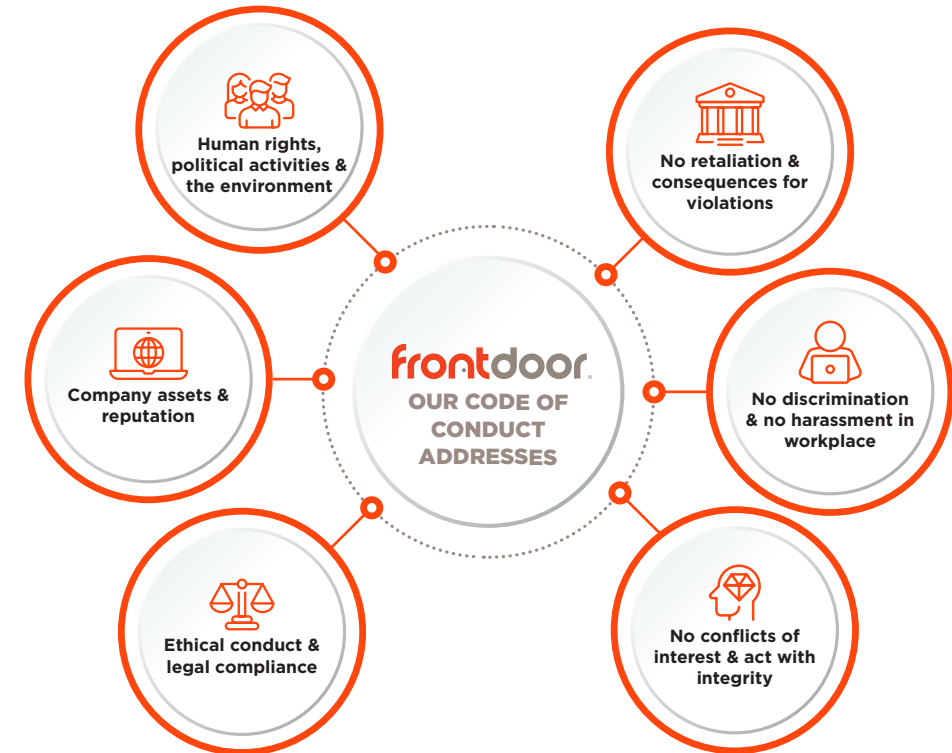 Human rights,
political activities &
the environment
No retaliation &
consequences for
violations
Company assets &
reputation
frontdoor.
OUR CODE OF
CONDUCT
ADDRESSES
No discrimination
& no harassment in
workplace
Ethical conduct &
legal compliance
No conflicts of
interest & act with
integrity